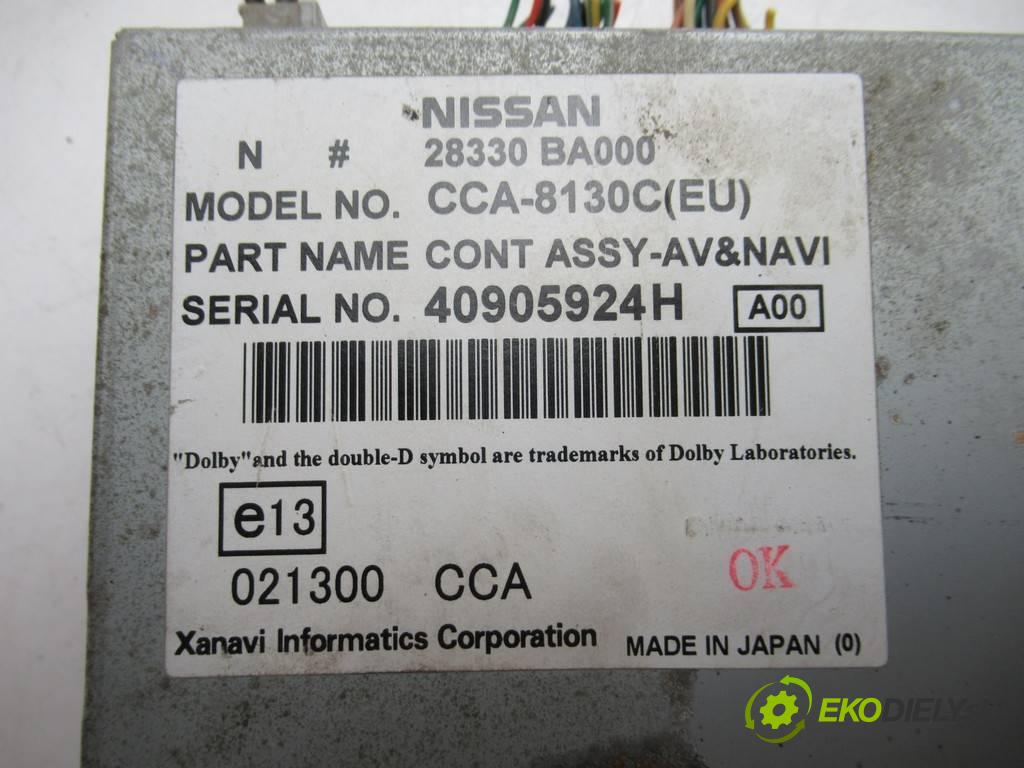 NISSAN
N # 28330 BA000
MODEL NO. CCA-8130C(EU)
PART NAME CONT ASSY-AV&NAVI
SERIAL NO. 40905924H A00
"Dolby"and the double-D symbol are trademarks of Dolby Laboratories.
e13
OK
021300 CCA
Xanavi Informatics Corporation MADE IN JAPAN (0)
EKODIELY